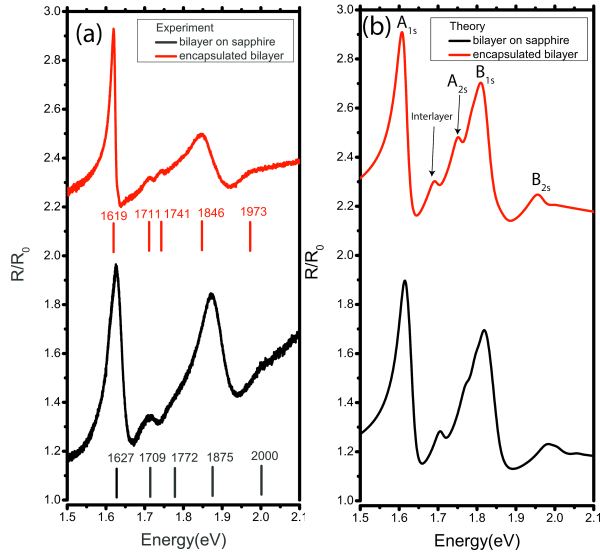 (a)
Experiment
bilayer on sapphire
encapsulated bilayer
3.0
2.8
2.6
2.4
2.2
2.0
1.8
1.6
1.4
1.2
1.0
R/R0
1619 1711 1741 1846 1973
1627 1709 1772 1875 2000
1.5 1.6 1.7 1.8 1.9 2.0 2.1
Energy(eV)
(b)
Theory
bilayer on sapphire
encapsulated bilayer
A1s
Interlayer
A2s
B1s
B2s
3.0
2.8
2.6
2.4
2.2
2.0
1.8
1.6
1.4
1.2
1.0
R/R0
1.5 1.6 1.7 1.8 1.9 2.0 2.1
Energy(eV)